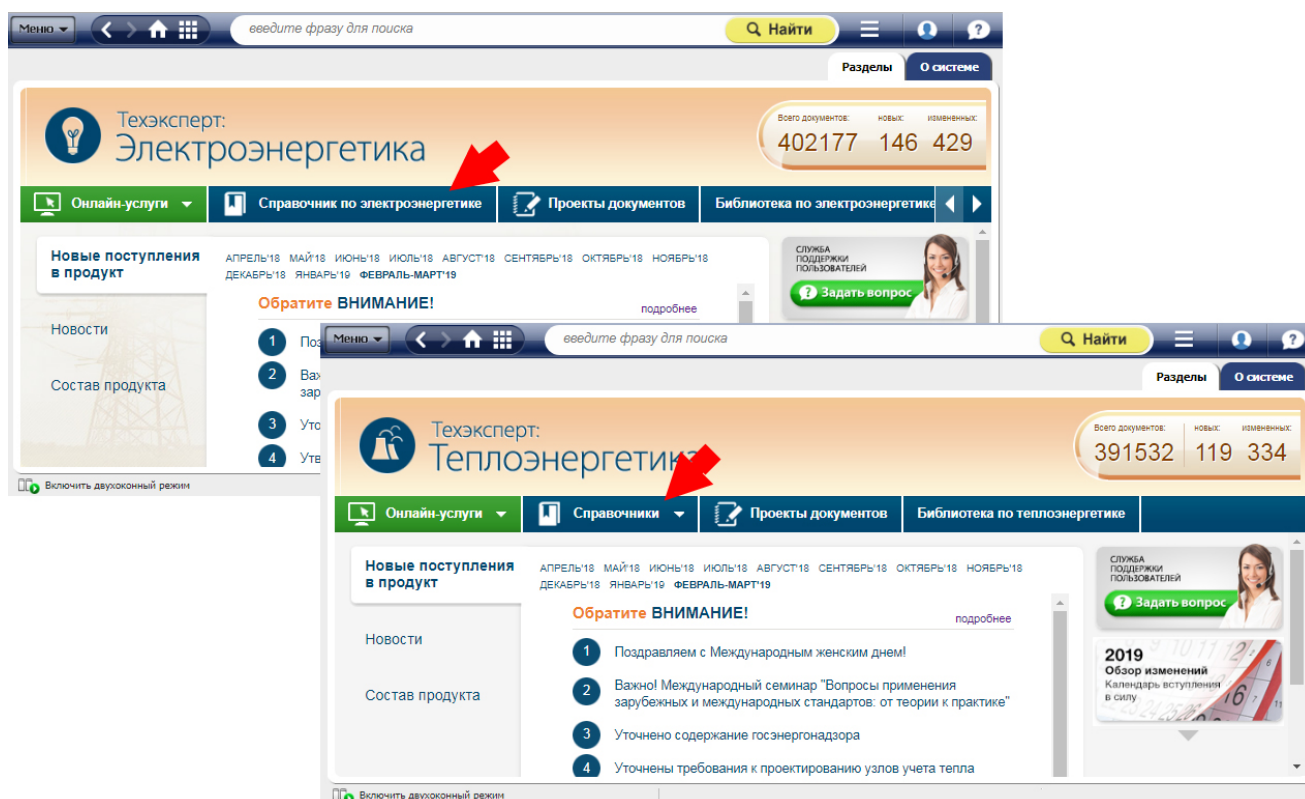 Меню
введите фразу для поиска
Найти
Разделы
О системе
Техэксперт:
Электроэнергетика
Всего документов: новых: измененных:
402177 146 429
Онлайн-услуги
Справочник по электроэнергетике
Проекты документов
Библиотека по электроэнергетике
Новые поступления
в продукт
Новости
Состав продукта
АПРЕЛЬ'18 МАЙ'18 ИЮНЬ'18 ИЮЛЬ'18 АВГУСТ'18 СЕНТЯБРЬ'18 ОКТЯБРЬ'18 НОЯБРЬ'18
ДЕКАБРЬ'18 ЯНВАРЬ'19 ФЕВРАЛЬ-МАРТ'19
Обратите ВНИМАНИЕ!
подробнее
1
2
3 Уто
4 Утв
СЛУЖБА
ПОДДЕРЖКИ
ПОЛЬЗОВАТЕЛЕЙ
Задать вопрос
Включить двухоконный режим
Меню
введите фразу для поиска
Найти
Разделы
О системе
Техэксперт:
Теплоэнергетика
Всего документов: новых: измененных:
391532 119 334
Онлайн-услуги
Справочники
Проекты документов
Библиотека по теплоэнергетике
Новые поступления
в продукт
Новости
Состав продукта
АПРЕЛЬ'18 МАЙ'18 ИЮНЬ'18 ИЮЛЬ'18 АВГУСТ'18 СЕНТЯБРЬ'18 ОКТЯБРЬ'18 НОЯБРЬ'18
ДЕКАБРЬ'18 ЯНВАРЬ'19 ФЕВРАЛЬ-МАРТ'19
Обратите ВНИМАНИЕ!
подробнее
1 Поздравляем с Международным женским днем!
2 Важно! Международный семинар "Вопросы применения
зарубежных и международных стандартов: от теории к практике"
3 Уточнено содержание госэнергонадзора
4 Уточнены требования к проектированию узлов учета тепла
СЛУЖБА
ПОДДЕРЖКИ
ПОЛЬЗОВАТЕЛЕЙ
Задать вопрос
2019
Обзор изменений
Календарь вступления
в силу
Включить двухоконный режим